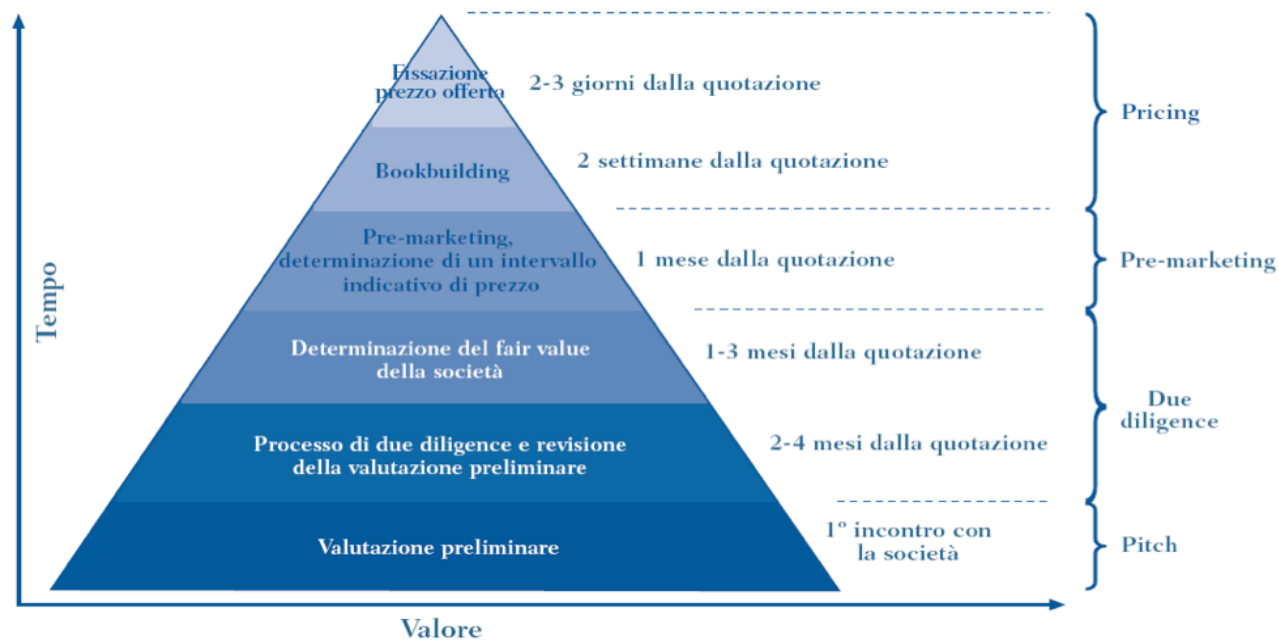 Fissazione
prezzo offerta
2-3 giorni dalla quotazione
Pricing
Bookbuilding
2 settimane dalla quotazione
Pre-marketing,
determinazione di un intervallo
indicativo di prezzo
1 mese dalla quotazione
Pre-marketing
Tempo
Determinazione del fair value
della società
1-3 mesi dalla quotazione
Due
diligence
Processo di due diligence e revisione
della valutazione preliminare
2-4 mesi dalla quotazione
Valutazione preliminare
1º incontro con
la società
Pitch
Valore